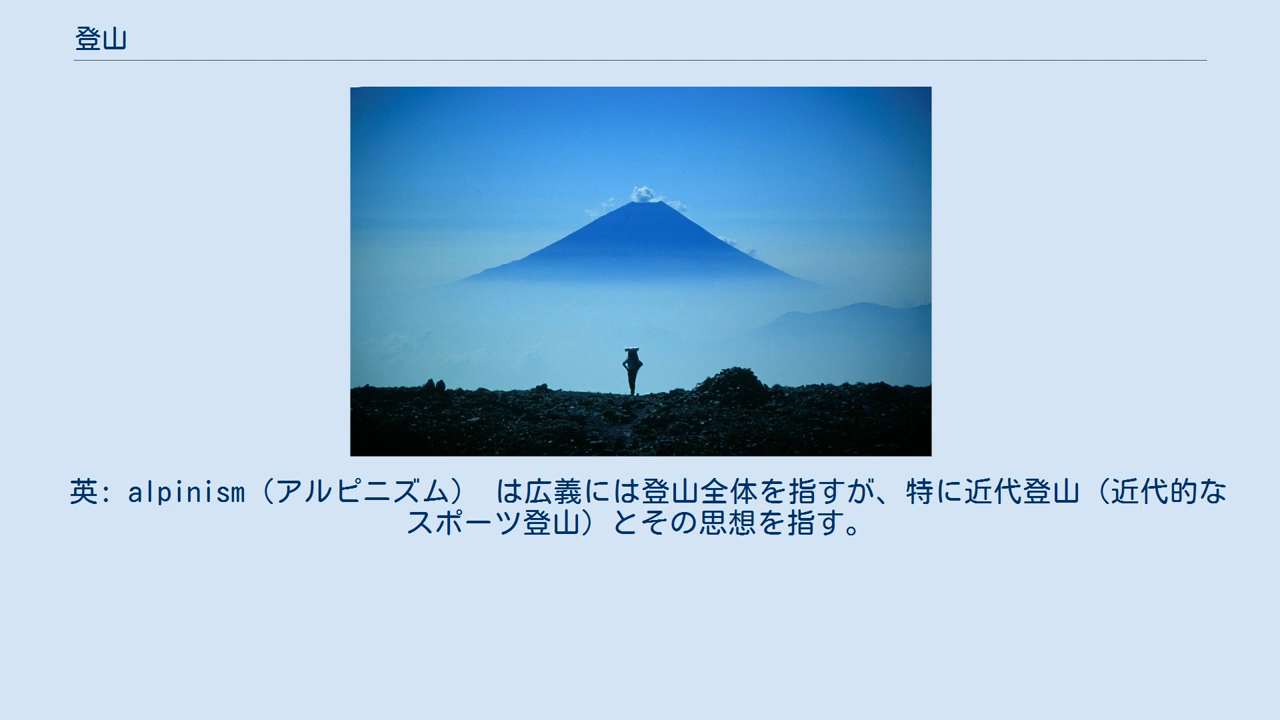 登山
英: alpinism（アルピニズム） は広義には登山全体を指すが、特に近代登山（近代的な
スポーツ登山）とその思想を指す。